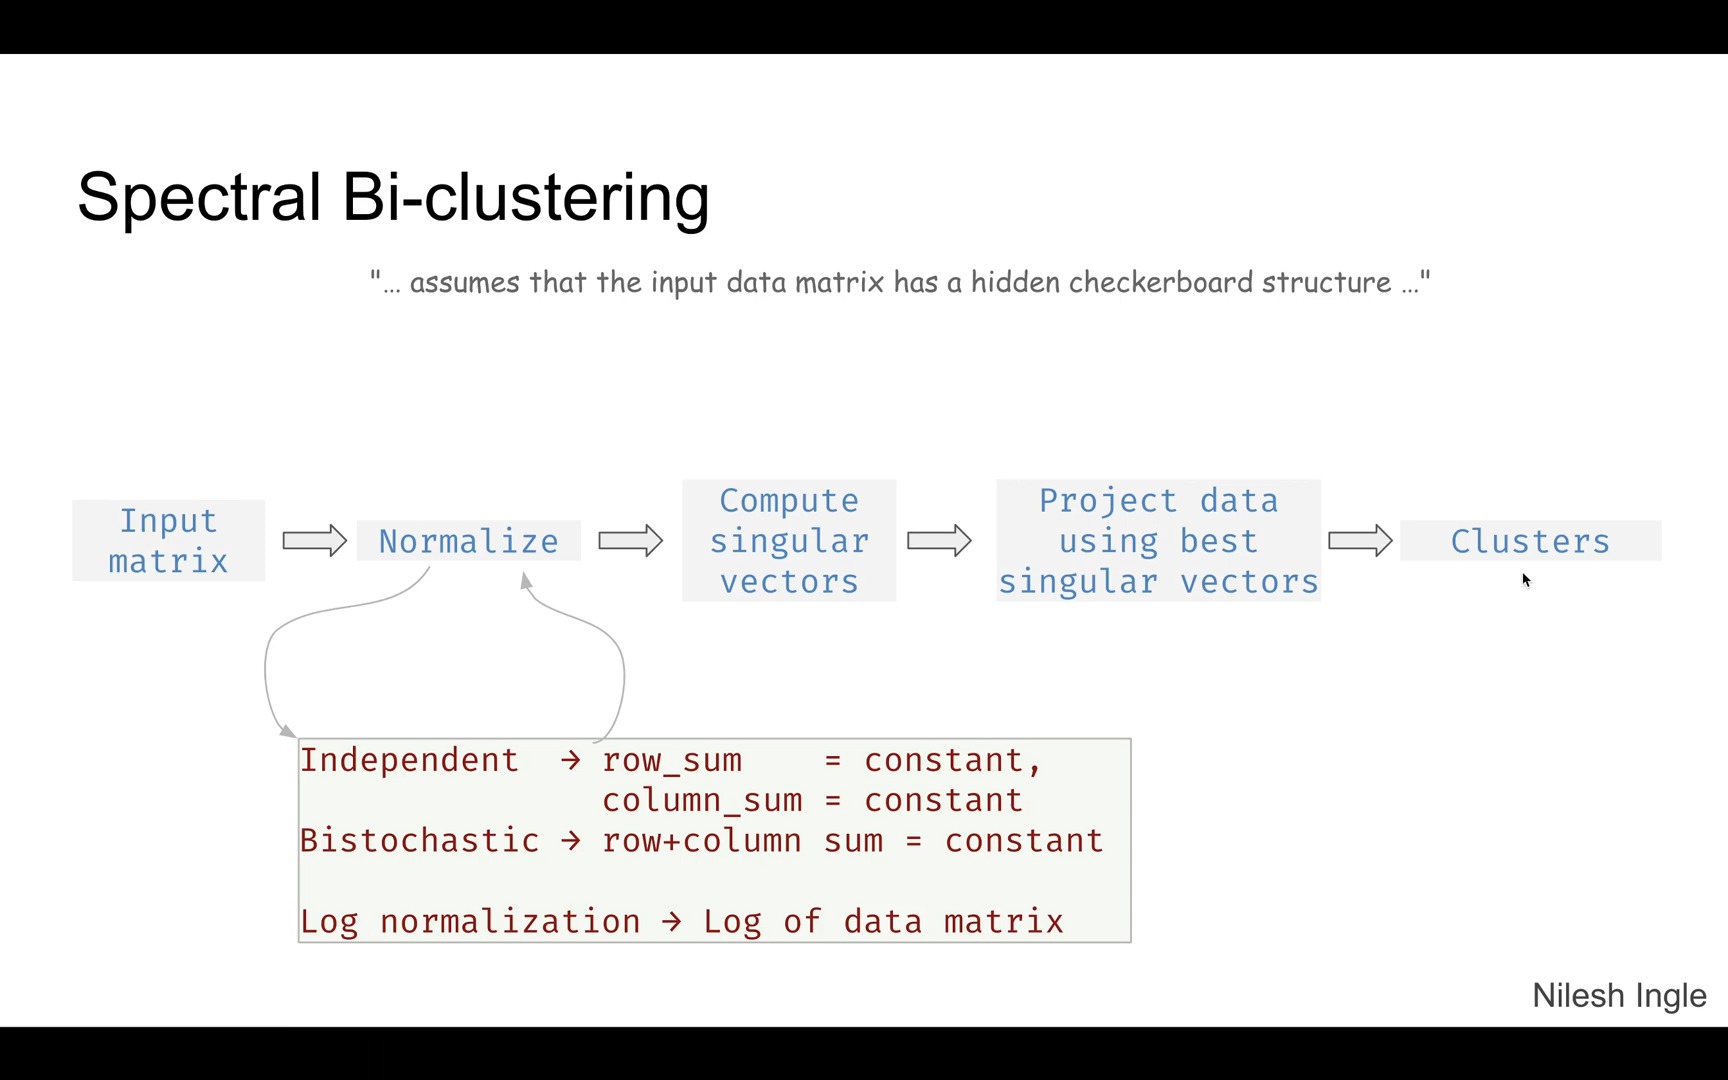 Spectral Bi-clustering
"... assumes that the input data matrix has a hidden checkerboard structure ..."
Input
matrix
Normalize
Compute
singular
vectors
Project data
using best
singular vectors
Clusters
Independent → row_sum = constant,
column_sum = constant
Bistochastic → row+column sum = constant
Log normalization → Log of data matrix
Nilesh Ingle